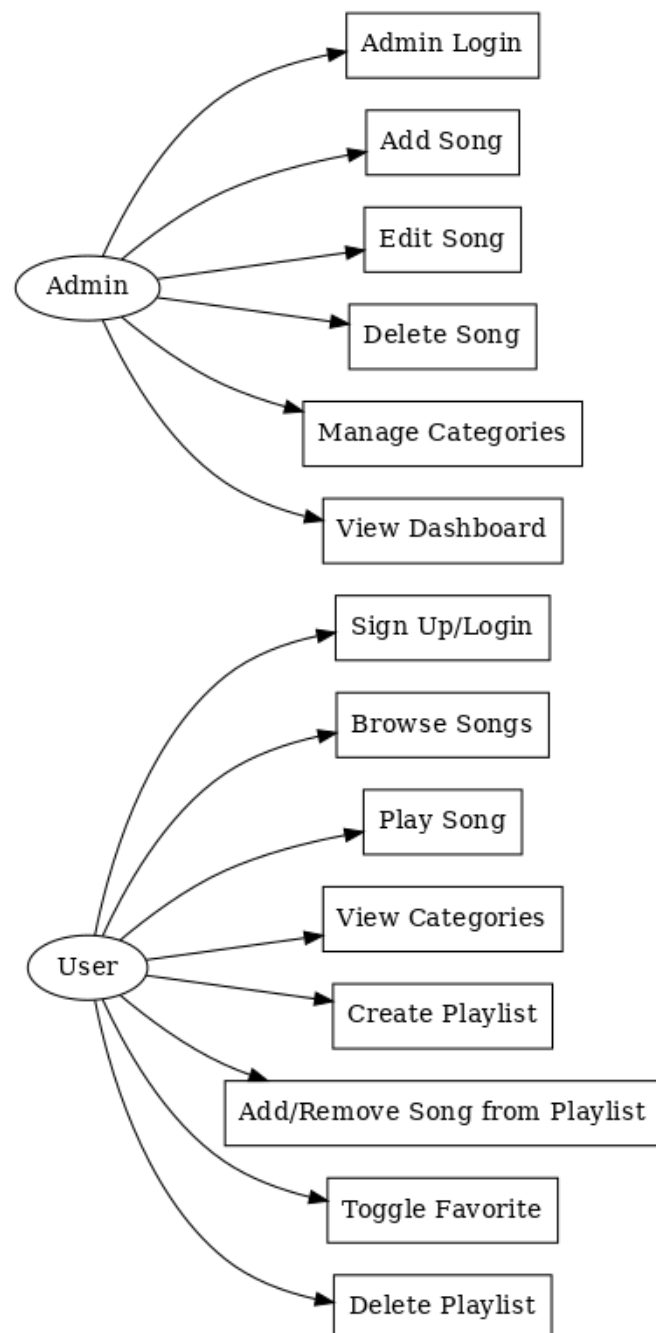 Admin Login
Add Song
Edit Song
Admin
Delete Song
Manage Categories
View Dashboard
Sign Up/Login
Browse Songs
Play Song
View Categories
User
Create Playlist
Add/Remove Song from Playlist
Toggle Favorite
Delete Playlist